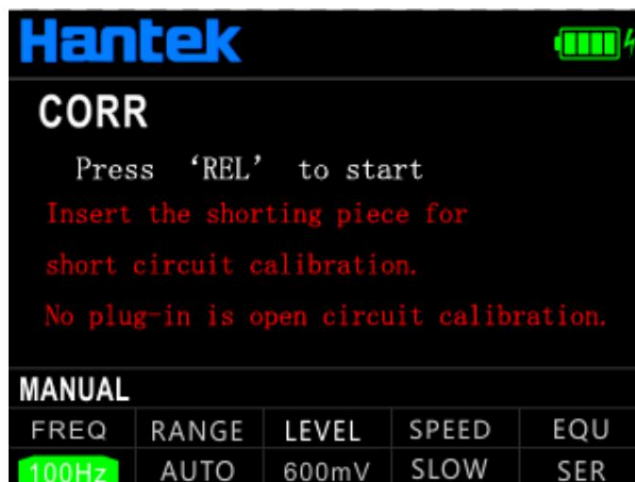 Hantek
CORR
Press ‘REL’ to start
Insert the shorting piece for
short circuit calibration.
No plug-in is open circuit calibration.
MANUAL
FREQ RANGE LEVEL SPEED EQU
100Hz AUTO 600mV SLOW SER